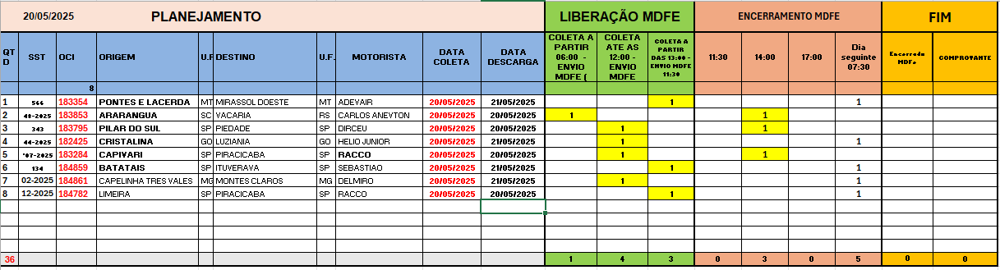 20/05/2025 PLANEJAMENTO LIBERAÇÃO MDFE ENCERRAMENTO MDFE FIM
QTD SST OCI ORIGEM U.F DESTINO U.F. MOTORISTA DATA COLETA DATA DESCARGA COLETA A PARTIR 06:00 - ENVIO MDFE ( COLETA ATE AS 12:00 - ENVIO MDFE COLETA A PARTIR DAS 13:00 - ENVIO MDFE 11:30 11:30 14:00 17:00 Dia seguinte 07:30 Encerrado MDFe COMPROVANTE
8
1 566 183354 PONTES E LACERDA MT MIRASSOL DOESTE MT ADEVAIR 20/05/2025 21/05/2025 1 1
2 48-2025 183853 ARARANGUA SC VACARIA RS CARLOS ANEVTON 20/05/2025 20/05/2025 1 1
3 343 183795 PILAR DO SUL SP PIEDADE SP DIRCEU 20/05/2025 20/05/2025 1 1
4 44-2025 182425 CRISTALINA GO LUZIANIA GO HELIO JUNIOR 20/05/2025 21/05/2025 1 1
5 '07-2025 183284 CAPIVARI SP PIRACICABA SP RACCO 20/05/2025 20/05/2025 1 1
6 134 184859 BATATAIS SP ITUVERAVA SP SEBASTIAO 20/05/2025 21/05/2025 1 1
7 02-2025 184861 CAPELINHA TRES VALES MG MONTES CLAROS MG DELMIRO 20/05/2025 21/05/2025 1 1
8 12-2025 184782 LIMEIRA SP PIRACICABA SP RACCO 20/05/2025 20/05/2025 1 1
36 1 4 3 0 3 0 5 0 0